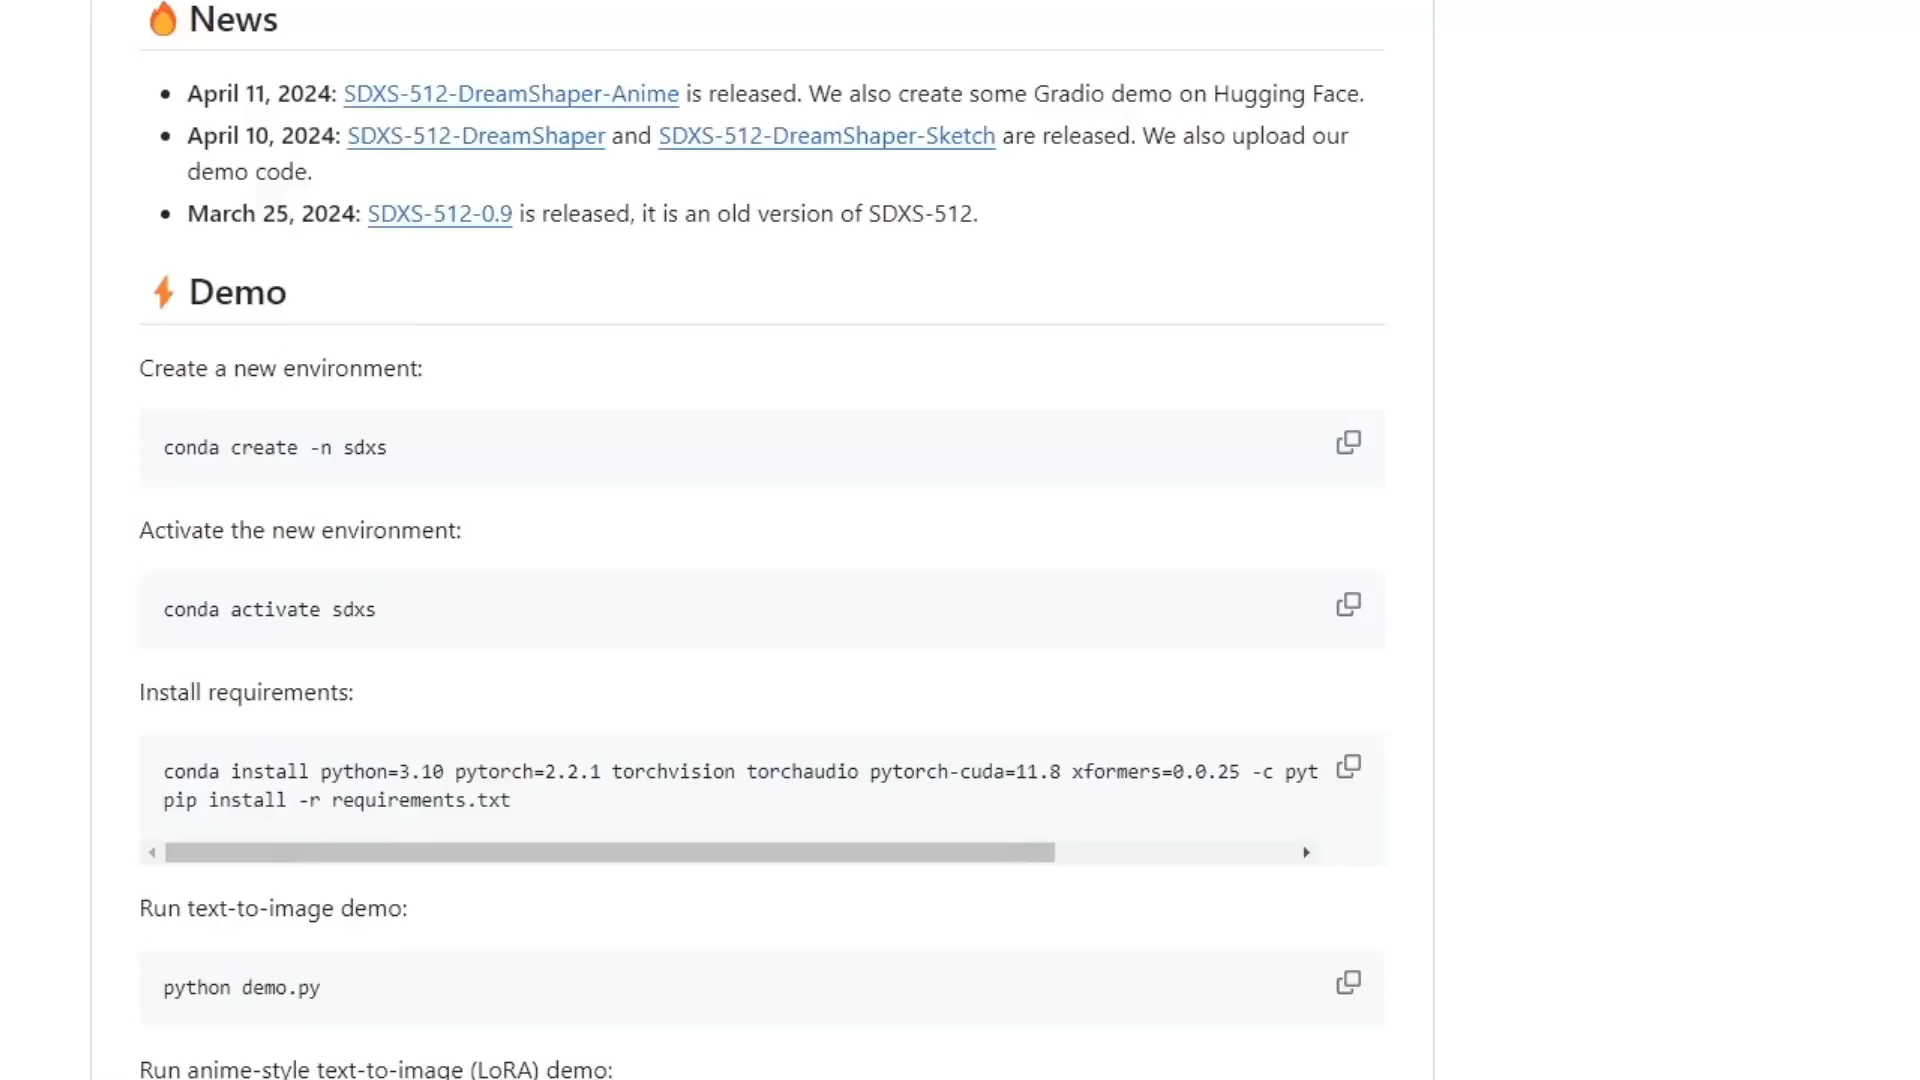 🔥 News
• April 11, 2024: SDXS-512-DreamShaper-Anime is released. We also create some Gradio demo on Hugging Face.
• April 10, 2024: SDXS-512-DreamShaper and SDXS-512-DreamShaper-Sketch are released. We also upload our
demo code.
• March 25, 2024: SDXS-512-0.9 is released, it is an old version of SDXS-512.
⚡ Demo
Create a new environment:
conda create -n sdxs
Activate the new environment:
conda activate sdxs
Install requirements:
conda install python=3.10 pytorch=2.2.1 torchvision torchaudio pytorch-cuda=11.8 xformers=0.0.25 -c pyt
pip install -r requirements.txt
Run text-to-image demo:
python demo.py
Run anime-style text-to-image (LoRA) demo: